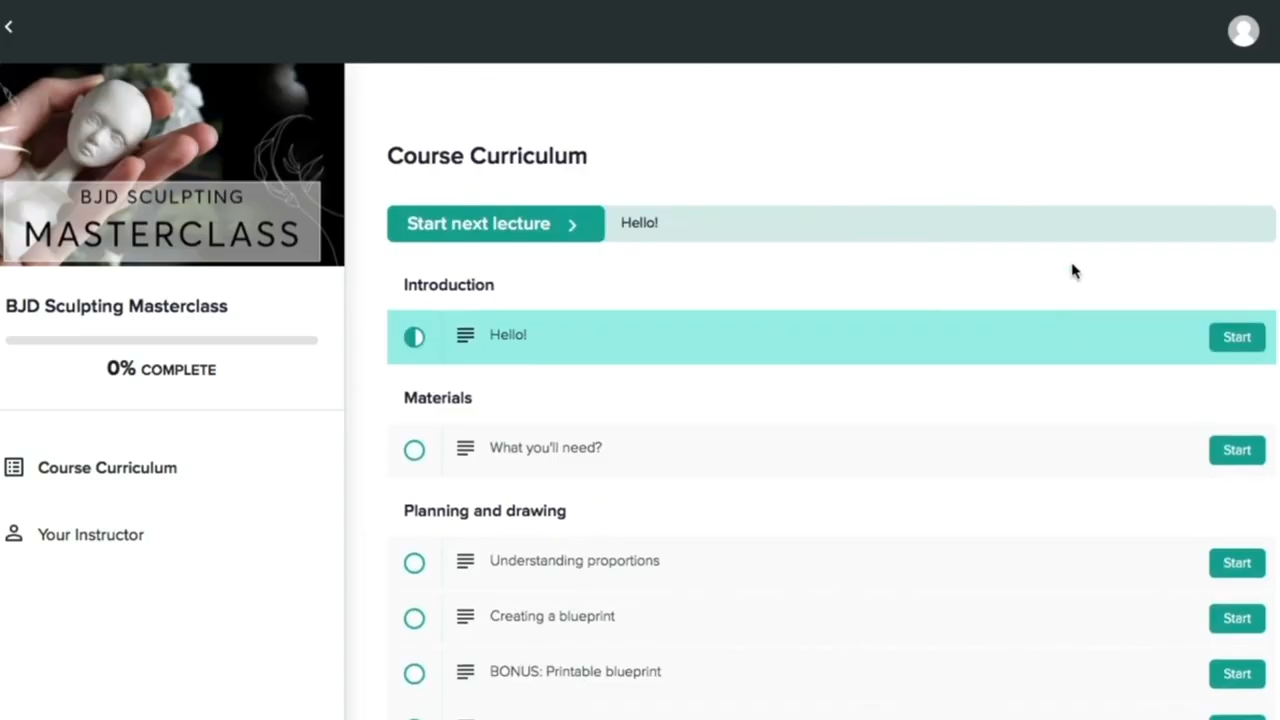 BJD SCULPTING
MASTERCLASS
BJD Sculpting Masterclass
0% COMPLETE
Course Curriculum
Your Instructor
Course Curriculum
Start next lecture
Hello!
Introduction
Hello!
Start
Materials
What you'll need?
Start
Planning and drawing
Understanding proportions
Start
Creating a blueprint
Start
BONUS: Printable blueprint
Start